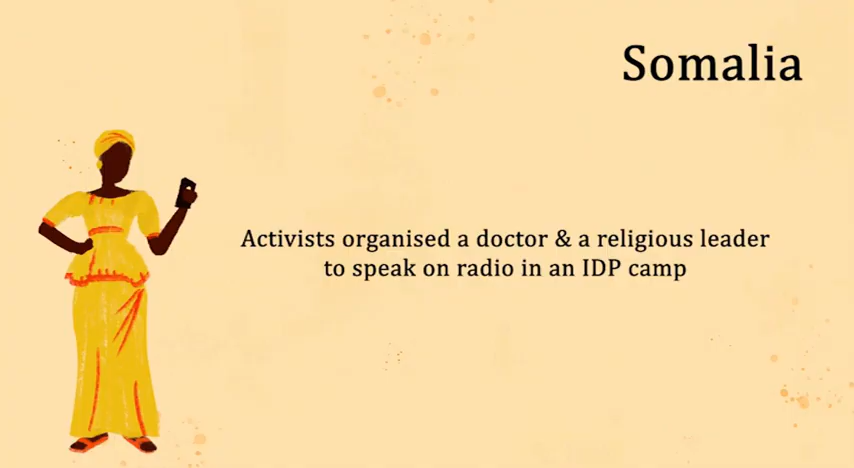 Somalia
Activists organised a doctor & a religious leader
to speak on radio in an IDP camp